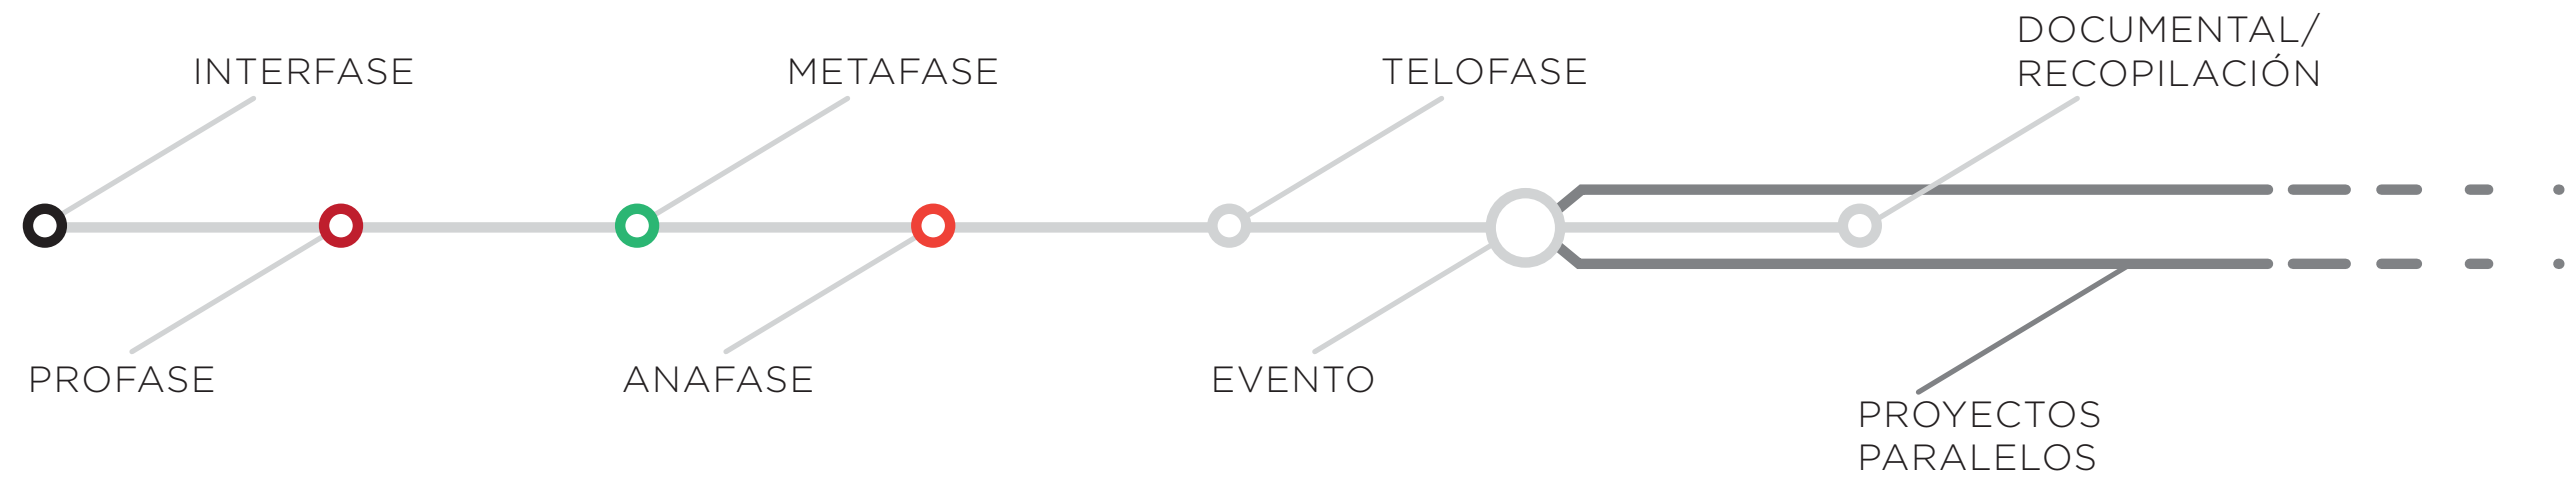 INTERFASE
METAFASE
TELOFASE
DOCUMENTAL/
RECOPILACIÓN
PROFASE
ANAFASE
EVENTO
PROYECTOS
PARALELOS